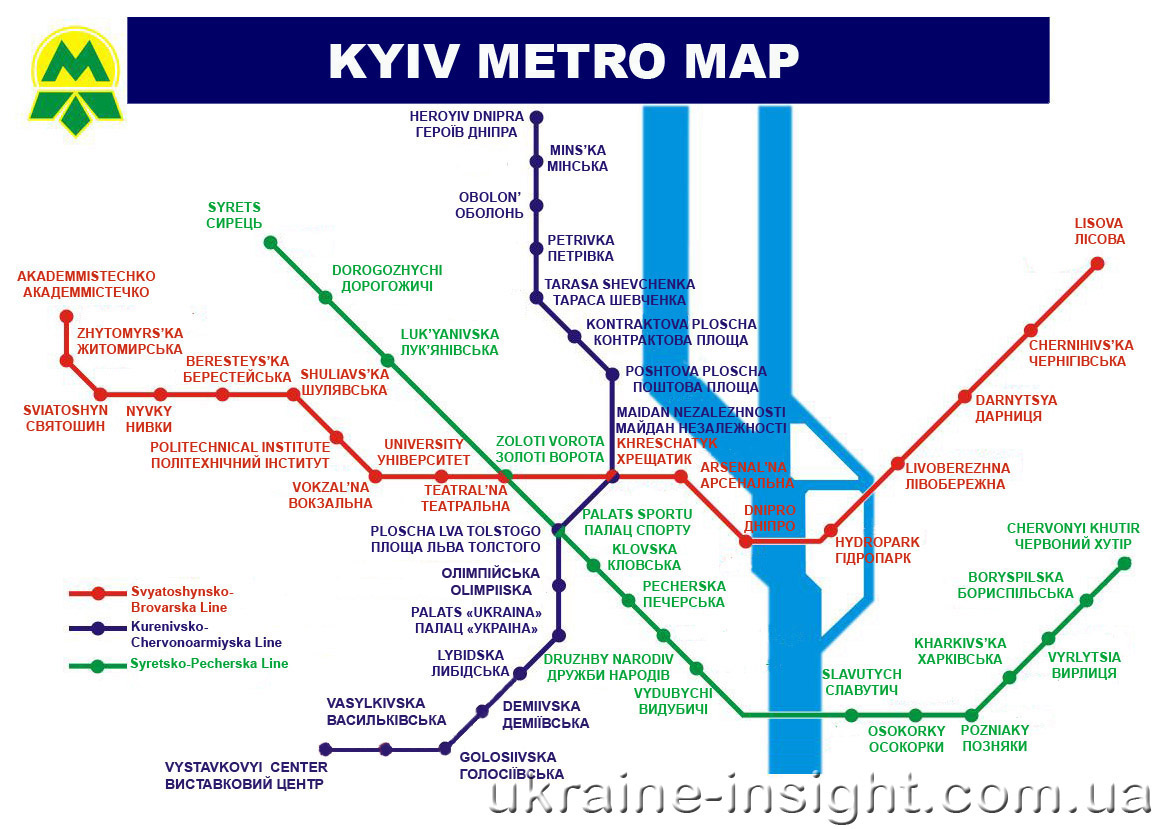 KYIV METRO MAP
HEROYIV DNIPRA
ГЕРОЇВ ДНІПРА
MINS'KA
МІНСЬКА
OBOLON'
ОБОЛОНЬ
PETRIVKA
ПЕТРІВКА
TARASA SHEVCHENKA
ТАРАСА ШЕВЧЕНКА
KONTRAKTOVA PLOSCHA
КОНТРАКТОВА ПЛОЩА
POSHTOVA PLOSCHA
ПОШТОВА ПЛОЩА
MAIDAN NEZALEZHNOSTI
МАЙДАН НЕЗАЛЕЖНОСТІ
KHRESCHATYK
ХРЕЩАТИК
SYRETS
СИРЕЦЬ
DOROGOZHYCHI
ДОРОГОЖИЧІ
LUK'YANIVSKA
ЛУК'ЯНІВСЬКА
ZOLOTI VOROTA
ЗОЛОТІ ВОРОТА
AKADEMMISTECHKO
АКАДЕММІСТЕЧКО
ZHYTOMYRS'KA
ЖИТОМИРСЬКА
SVIATOSHYN
СВЯТОШИН
NYVKY
НИВКИ
BERESTEYS'KA
БЕРЕСТЕЙСЬКА
SHULIAVS'KA
ШУЛЯВСЬКА
POLITECHNICAL INSTITUTE
ПОЛІТЕХНІЧНИЙ ІНСТИТУТ
VOKZAL'NA
ВОКЗАЛЬНА
UNIVERSITY
УНІВЕРСИТЕТ
TEATRAL'NA
ТЕАТРАЛЬНА
ARSENAL'NA
АРСЕНАЛЬНА
DNIPRO
ДНІПРО
HYDROPARK
ГІДРОПАРК
LIVOBEREZHNA
ЛІВОБЕРЕЖНА
DARNYTSYA
ДАРНИЦЯ
CHERNIHIVS'KA
ЧЕРНІГІВСЬКА
LISOVA
ЛІСОВА
PLOSCHA LVA TOLSTOGO
ПЛОЩА ЛЬВА ТОЛСТОГО
PALATS SPORTU
ПАЛАЦ СПОРТУ
KLOVSKA
КЛОВСЬКА
PECHERSKA
ПЕЧЕРСЬКА
DRUZHBY NARODIV
ДРУЖБИ НАРОДІВ
VYDUBYCHI
ВИДУБИЧІ
SLAVUTYCH
СЛАВУТИЧ
OSOKORKY
ОСОКОРКИ
POZNIAKY
ПОЗНЯКИ
KHARKIVS'KA
ХАРКІВСЬКА
VYRLYTSIA
ВИРЛИЦЯ
BORYSPILSKA
БОРИСПІЛЬСЬКА
CHERVONYI KHUTIR
ЧЕРВОНИЙ ХУТІР
ОЛІМПІЙСЬКА
OLIMPIISKA
PALATS «UKRAINA»
ПАЛАЦ «УКРАЇНА»
LYBIDSKA
ЛИБІДСЬКА
DEMIIVSKA
ДЕМІЇВСЬКА
GOLOSIIVSKA
ГОЛОСІЇВСЬКА
VASYLKIVSKA
ВАСИЛЬКІВСЬКА
VYSTAVKOVYI CENTER
ВИСТАВКОВИЙ ЦЕНТР
Svyatoshynsko-
Brovarska Line
Kurenivsko-
Chervonoarmiyska Line
Syretsko-Pecherska Line
ukraine-insight.com.ua